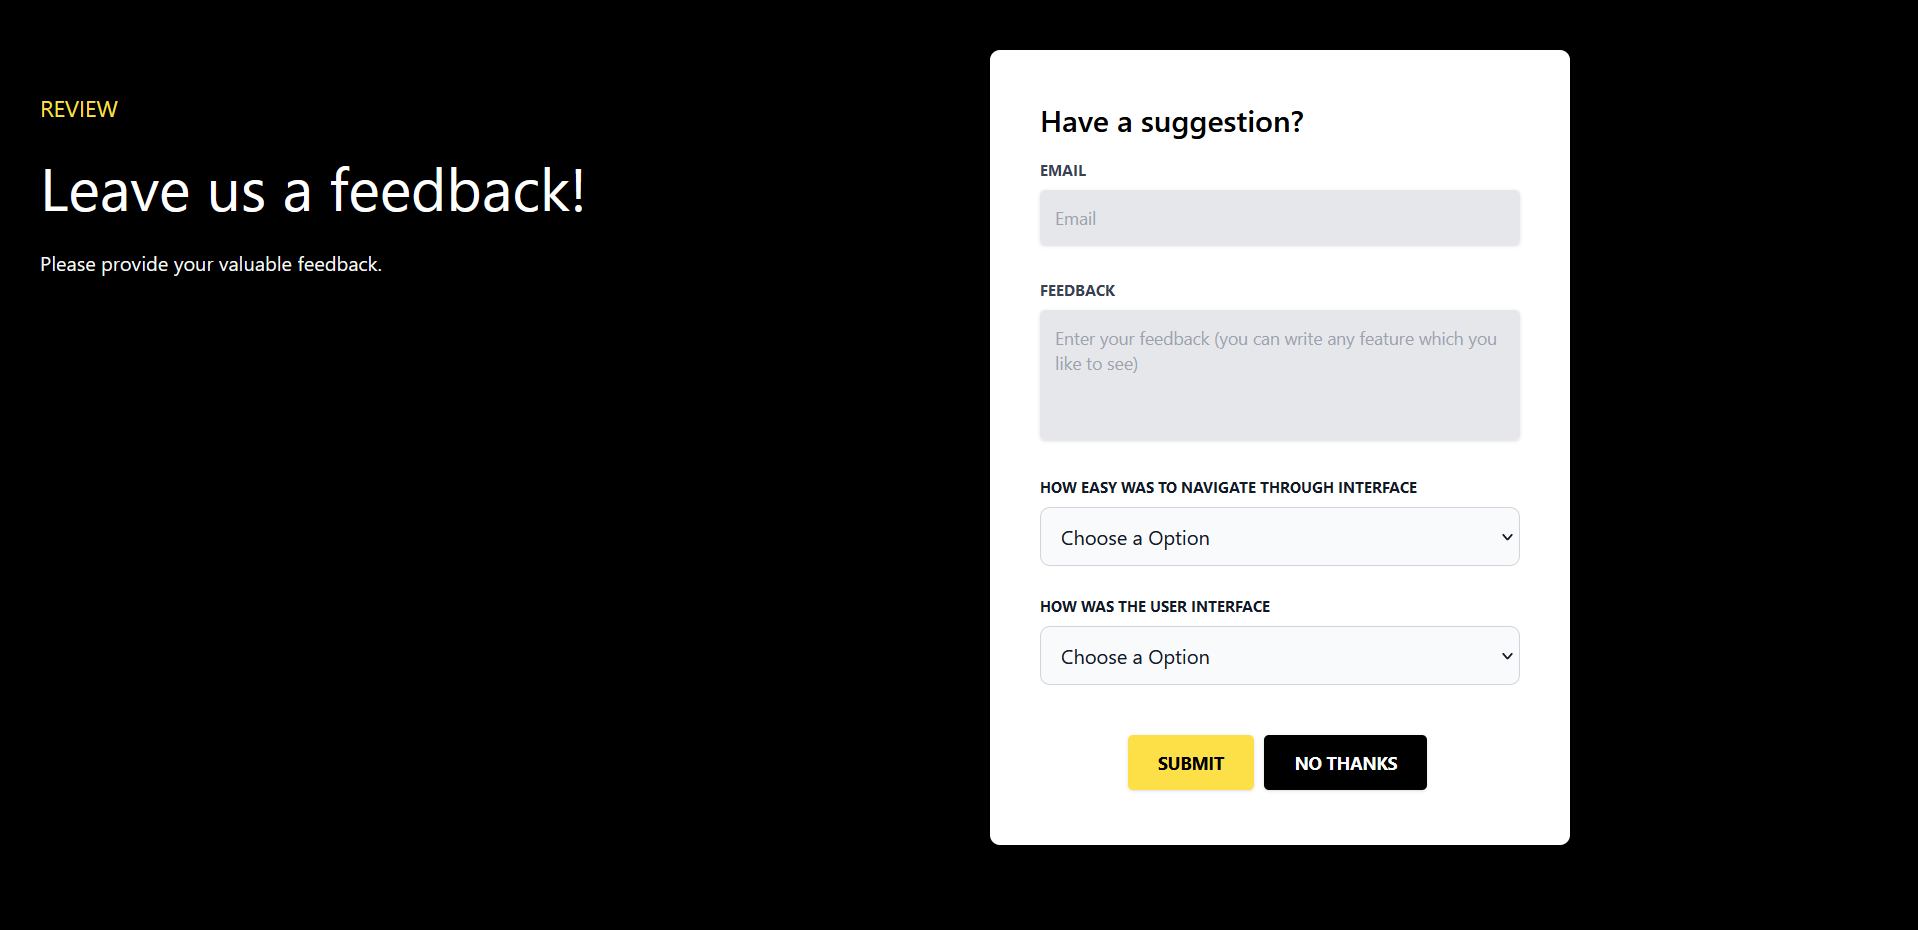 REVIEW
Leave us a feedback!
Please provide your valuable feedback.
Have a suggestion?
EMAIL
Email
FEEDBACK
Enter your feedback (you can write any feature which you
like to see)
HOW EASY WAS TO NAVIGATE THROUGH INTERFACE
Choose a Option
HOW WAS THE USER INTERFACE
Choose a Option
SUBMIT
NO THANKS